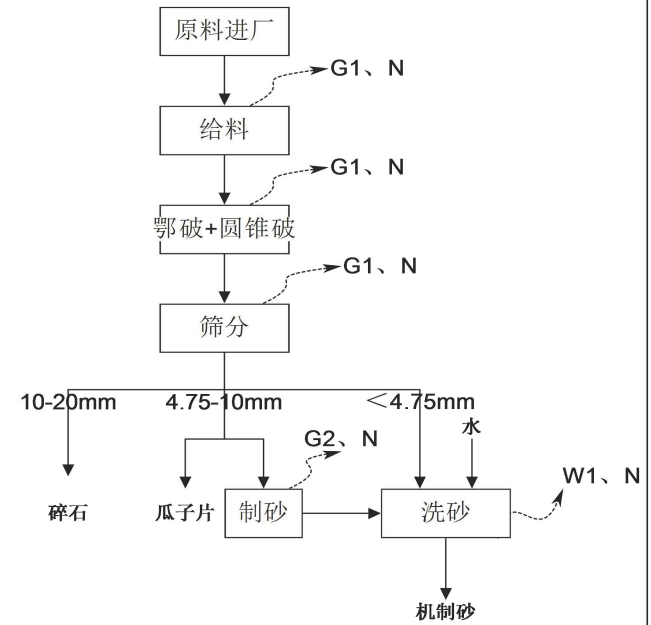 原料进厂
G1、N
给料
G1、N
鄂破+圆锥破
G1、N
筛分
10-20mm
4.75-10mm
<4.75mm
水
G2、N
W1、N
碎石
瓜子片
制砂
洗砂
机制砂